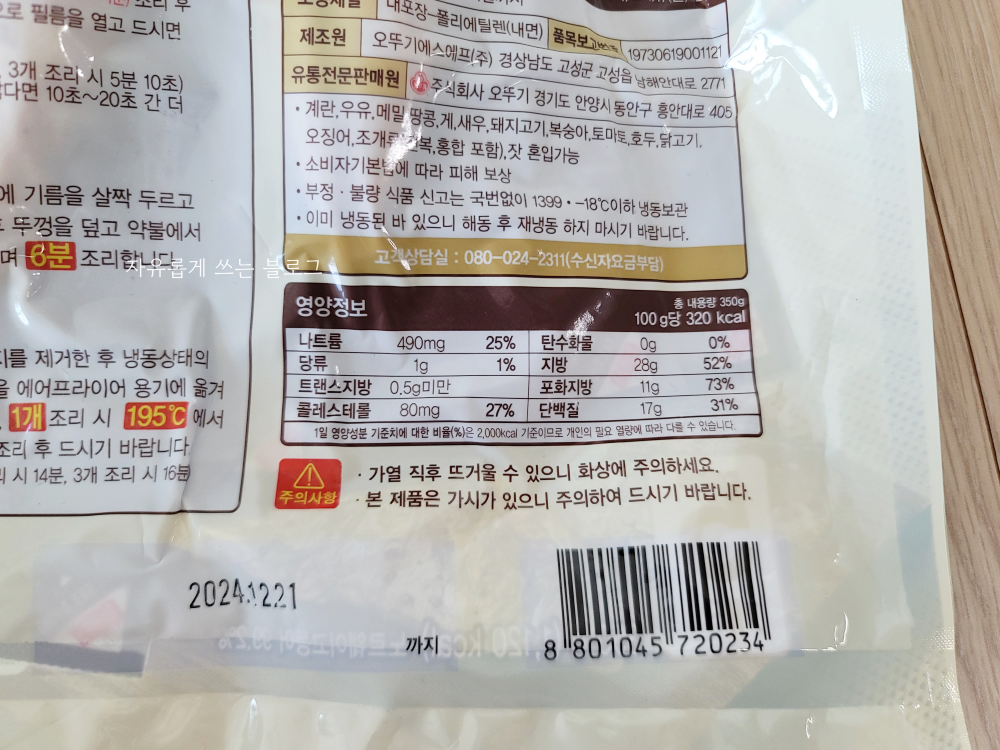 조리 후
로 필름을 열고 드시면
3개 조리 시 5분 10초)
다면 10초~20초 간 더
에 기름을 살짝 두르고
뚜껑을 덮고 약불에서
며 6분 조리합니다
를 제거한 후 냉동상태의
을 에어프라이어 용기에 옮겨
1개 조리 시 195℃에서
조리 후 드시기 바랍니다.
시 14분, 3개 조리 시 16분
내포장-폴리에틸렌(내면)
품목보고번호 19730619001121
제조원 오뚜기에스에프(주) 경상남도 고성군 고성읍 남해안대로 2771
유통전문판매원 주식회사 오뚜기 경기도 안양시 동안구 흥안대로 405
• 계란,우유,메밀,땅콩,게,새우,돼지고기,복숭아,토마토,호두,닭고기,
오징어,조개류(전복,홍합 포함),잣 혼입가능
• 소비자기본법에 따라 피해 보상
• 부정 · 불량 식품 신고는 국번없이 1399 • -18℃이하 냉동보관
• 이미 냉동된 바 있으니 해동 후 재냉동 하지 마시기 바랍니다.
고객상담실 : 080-024-2311(수신자요금부담)
자유롭게 쓰는 블로그
영양정보 총 내용량 350g
100g당 320 kcal
나트륨 490mg 25% 탄수화물 0g 0%
당류 1g 1% 지방 28g 52%
트랜스지방 0.5g미만 포화지방 11g 73%
콜레스테롤 80mg 27% 단백질 17g 31%
1일 영양성분 기준치에 대한 비율(%)은 2,000kcal 기준이므로 개인의 필요 열량에 따라 다를 수 있습니다.
주의사항
· 가열 직후 뜨거울 수 있으니 화상에 주의하세요.
· 본 제품은 가시가 있으니 주의하여 드시기 바랍니다.
2024.12.21
까지
8 801045 720234